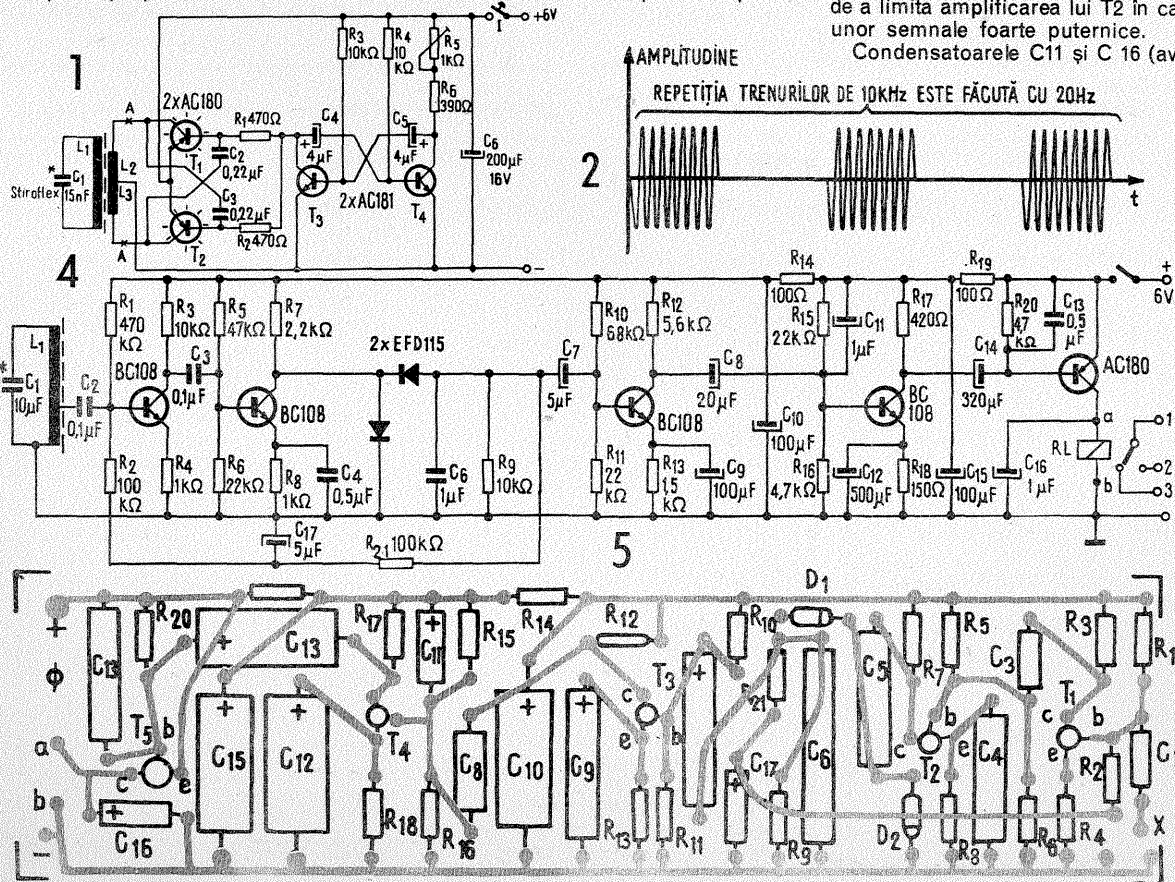 de a limita amplificarea lui T2 în
unor semnale foarte puternice.
Condensatoarele C11 și C 16
1
2xAC180
A
L1
L2
L3
*
C1
Stiroflex
15nF
A
T1
T2
R1 470Ω
C2
0,22µF
C3
0,22µF
R2 470Ω
C4
+
4µF
C5
+
4µF
T3
2xAC181
T4
R3
10kΩ
R4
10
kΩ
R5
1kΩ
R6
390Ω
C6
200µF
16V
I
+6V
-
2
AMPLITUDINE
REPETIȚIA TRENURILOR DE 10kHz ESTE FĂCUTĂ CU 20Hz
t
4
*
C1
10µF
L1
C2
0,1µF
R1
470
kΩ
R2
100
kΩ
BC108
R3
10kΩ
R4
1kΩ
C3
0,1µF
R5
47kΩ
R6
22kΩ
R7
2,2kΩ
BC108
R8
1kΩ
C4
0,5µF
C17
5µF
R21 100kΩ
2xEFD115
C6
1µF
R9
10kΩ
C7
5µF
R10
68kΩ
R11
22
kΩ
R12
5,6kΩ
BC108
R13
1,5
kΩ
C9
100µF
C8
20µF
C10
100µF
R14
100Ω
R15
22kΩ
C11
1µF
R16
4,7kΩ
C12
500µF
R17
420Ω
BC
108
R18
150Ω
C15
100µF
R19
100Ω
C14
320µF
R20
4,7
kΩ
C13
0,5
µF
AC180
C16
1µF
RL
a
b
1
2
3
+
6V
5
+
Φ
a
b
-
C13
R20
T5
b
c
e
C16
+
C13
+
C15
+
C12
+
R17
T4
R18
C11
+
R15
R16
R14
C8
C10
+
R12
C9
+
c
e
b
T3
+
R13
R11
R10
D1
C17
R9
C6
C5
R7
R5
c
b
e
T2
D2
R8
C4
C3
R6
R3
T1
c
b
e
R4
R2
R1
X